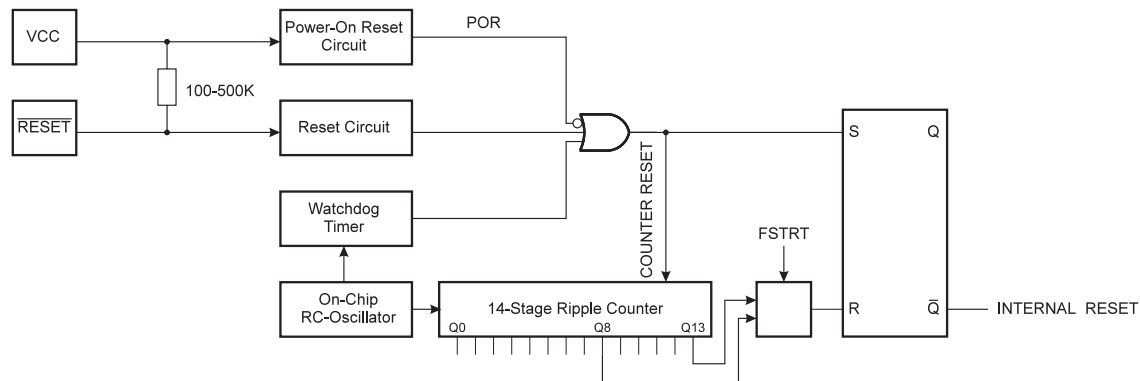 VCC
Power-On Reset
Circuit
POR
100-500K
RESET
Reset Circuit
S
Q
COUNTER RESET
Watchdog
Timer
FSTRT
On-Chip
RC-Oscillator
14-Stage Ripple Counter
Q0
Q8
Q13
R
Q̅
INTERNAL RESET